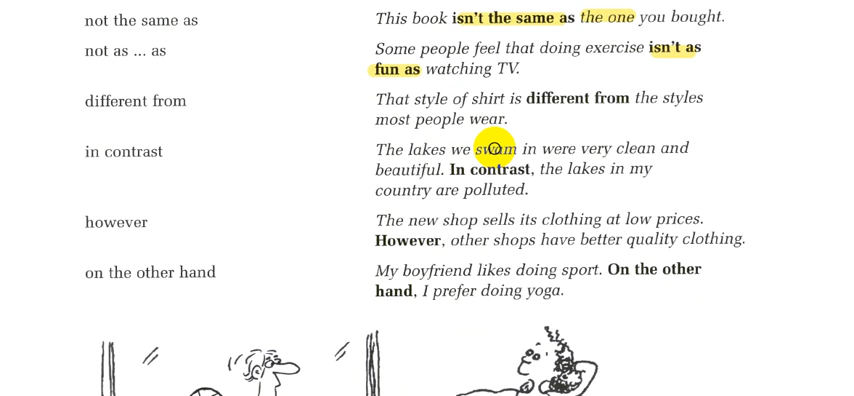 not the same as
This book isn't the same as the one you bought.
not as ... as
Some people feel that doing exercise isn't as
fun as watching TV.
different from
That style of shirt is different from the styles
most people wear.
in contrast
The lakes we swam in were very clean and
beautiful. In contrast, the lakes in my
country are polluted.
however
The new shop sells its clothing at low prices.
However, other shops have better quality clothing.
on the other hand
My boyfriend likes doing sport. On the other
hand, I prefer doing yoga.